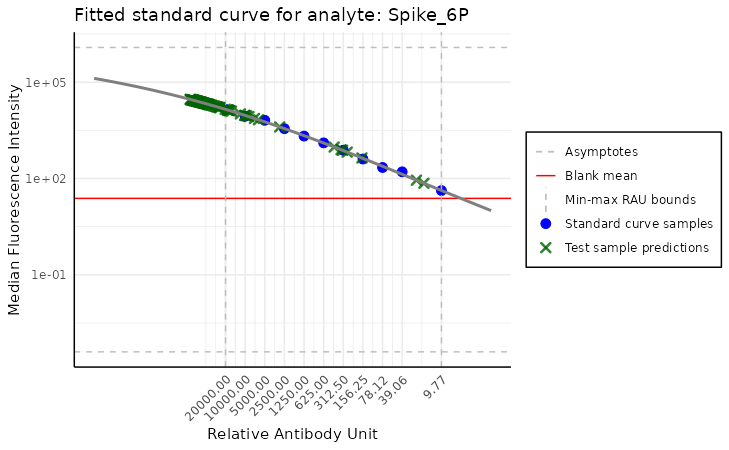 Fitted standard curve for analyte: Spike_6P
Median Fluorescence Intensity
1e+05
1e+02
1e-01
20000.00
10000.00
5000.00
2500.00
1250.00
625.00
312.50
156.25
78.12
39.06
9.77
Relative Antibody Unit
Asymptotes
Blank mean
Min-max RAU bounds
Standard curve samples
Test sample predictions